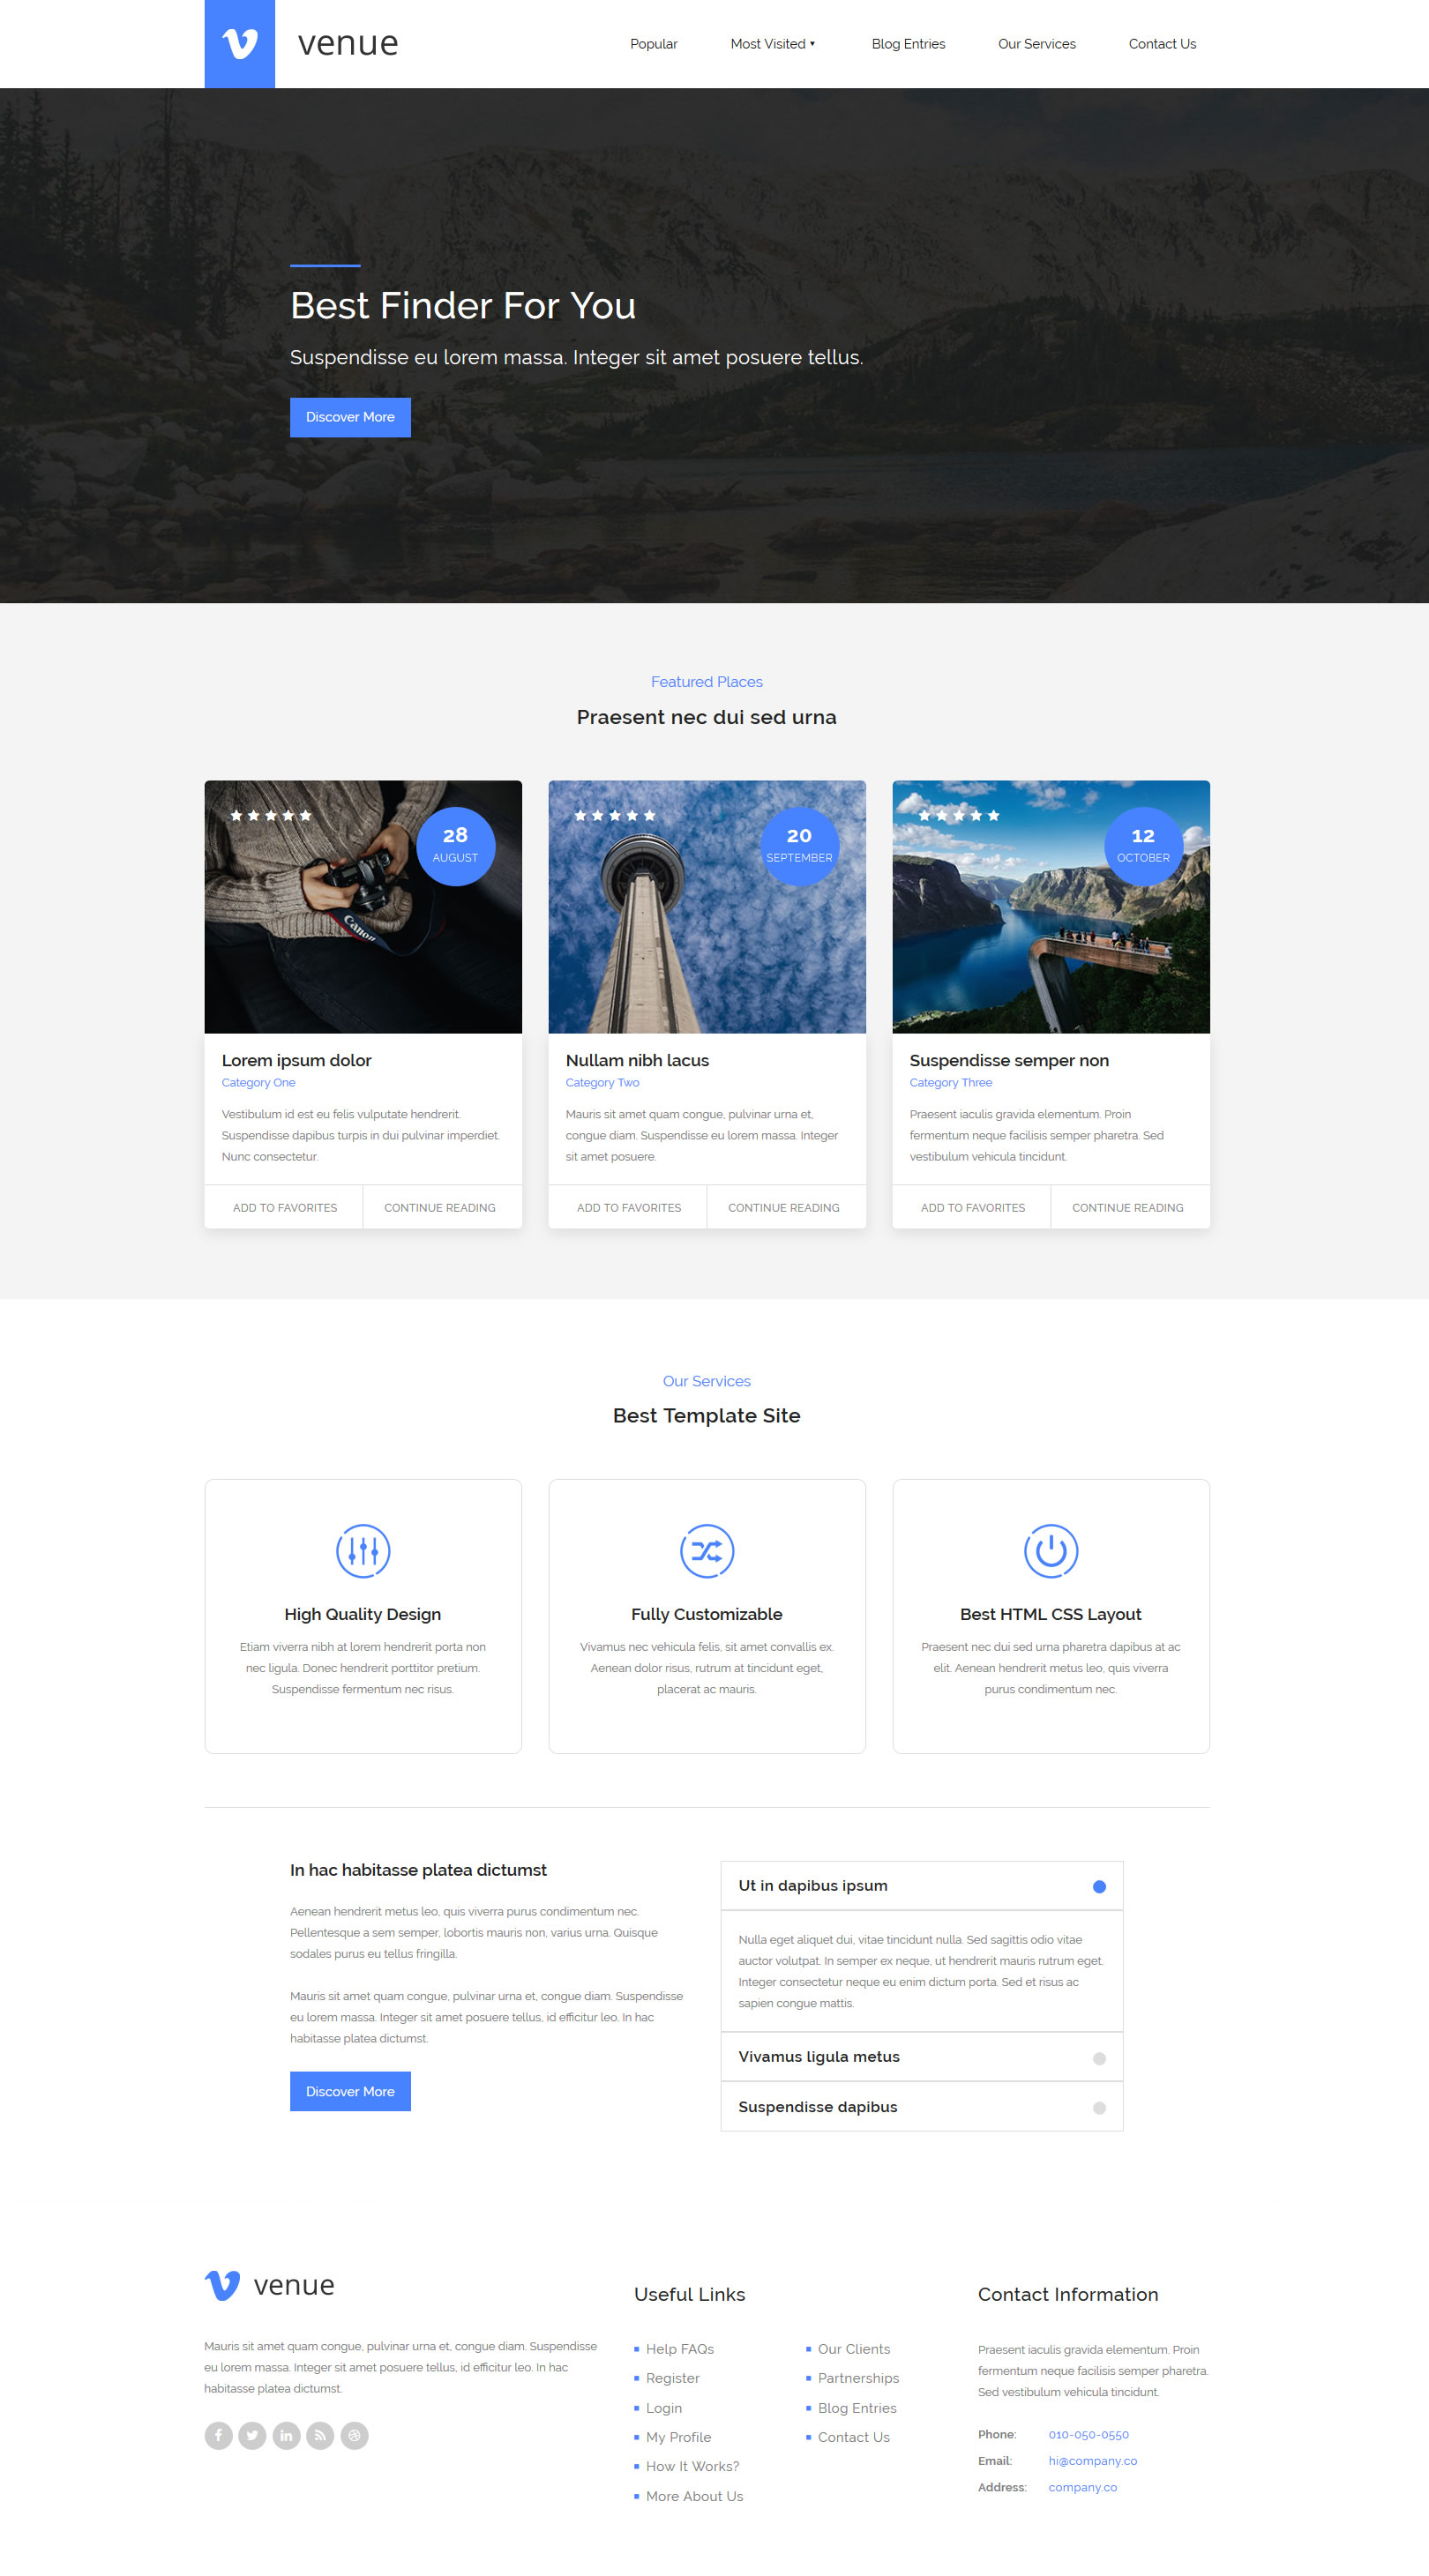 venue
Popular
Most Visited
Blog Entries
Our Services
Contact Us
Best Finder For You
Suspendisse eu lorem massa. Integer sit amet posuere tellus.
Discover More
Featured Places
Praesent nec dui sed urna
28
AUGUST
Canon
20
SEPTEMBER
12
OCTOBER
Lorem ipsum dolor
Category One
Vestibulum id est eu felis vulputate hendrerit.
Suspendisse dapibus turpis in dui pulvinar imperdiet.
Nunc consectetur.
ADD TO FAVORITES
CONTINUE READING
Nullam nibh lacus
Category Two
Mauris sit amet quam congue, pulvinar urna et,
congue diam. Suspendisse eu lorem massa. Integer
sit amet posuere.
ADD TO FAVORITES
CONTINUE READING
Suspendisse semper non
Category Three
Praesent iaculis gravida elementum. Proin
fermentum neque facilisis semper pharetra. Sed
vestibulum vehicula tincidunt.
ADD TO FAVORITES
CONTINUE READING
Our Services
Best Template Site
High Quality Design
Etiam viverra nibh at lorem hendrerit porta non
nec ligula. Donec hendrerit porttitor pretium.
Suspendisse fermentum nec risus.
Fully Customizable
Vivamus nec vehicula felis, sit amet convallis ex.
Aenean dolor risus, rutrum at tincidunt eget,
placerat ac mauris.
Best HTML CSS Layout
Praesent nec dui sed urna pharetra dapibus at ac
elit. Aenean hendrerit metus leo, quis viverra
purus condimentum nec.
In hac habitasse platea dictumst
Aenean hendrerit metus leo, quis viverra purus condimentum nec.
Pellentesque a sem semper, lobortis mauris non, varius urna. Quisque
sodales purus eu tellus fringilla.
Mauris sit amet quam congue, pulvinar urna et, congue diam. Suspendisse
eu lorem massa. Integer sit amet posuere tellus, id efficitur leo. In hac
habitasse platea dictumst.
Discover More
Ut in dapibus ipsum
Nulla eget aliquet dui, vitae tincidunt nulla. Sed sagittis odio vitae
auctor volutpat. In semper ex neque, ut hendrerit mauris rutrum eget.
Integer consectetur neque eu enim dictum porta. Sed et risus ac
sapien congue mattis.
Vivamus ligula metus
Suspendisse dapibus
venue
Mauris sit amet quam congue, pulvinar urna et, congue diam. Suspendisse
eu lorem massa. Integer sit amet posuere tellus, id efficitur leo. In hac
habitasse platea dictumst.
Useful Links
Help FAQs
Register
Login
My Profile
How It Works?
More About Us
Our Clients
Partnerships
Blog Entries
Contact Us
Contact Information
Praesent iaculis gravida elementum. Proin
fermentum neque facilisis semper pharetra.
Sed vestibulum vehicula tincidunt.
Phone: 010-050-0550
Email: hi@company.co
Address: company.co